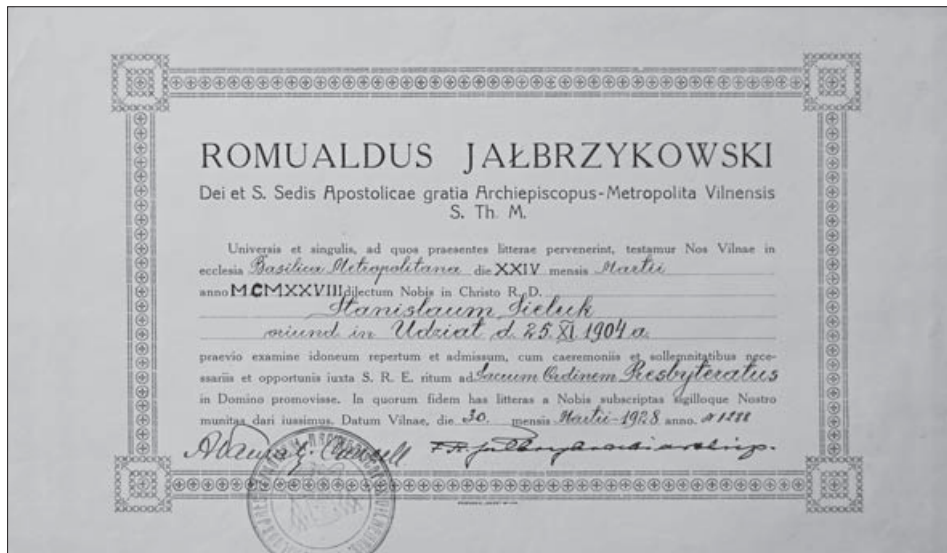 ROMUALDUS JAŁBRZYKOWSKI
Dei et S. Sedis Apostolicae gratia Archiepiscopus-Metropolita Vilnensis
S. Th. M.
Universis et singulis, ad quos praesentes litterae pervenerint, testamur Nos Vilnae in
ecclesia Basilica Metropolitana die XXIV mensis Martii
anno MCMXXVIII dilectum Nobis in Christo R. D.
Stanislaum Sieluk
oriund in Udział d. 25.XI 1904 a.
praevio examine idoneum repertum et admissum, cum caeremoniis et sollemnitatibus nece-
ssariis et opportunis iuxta S. R. E. ritum ad Sacrum Ordinem Presbyteratus
in Domino promovisse. In quorum fidem has litteras a Nobis subscriptas sigilloque Nostro
munitas dari iussimus. Datum Vilnae, die 30. mensis Martii-1928 anno. N 1288